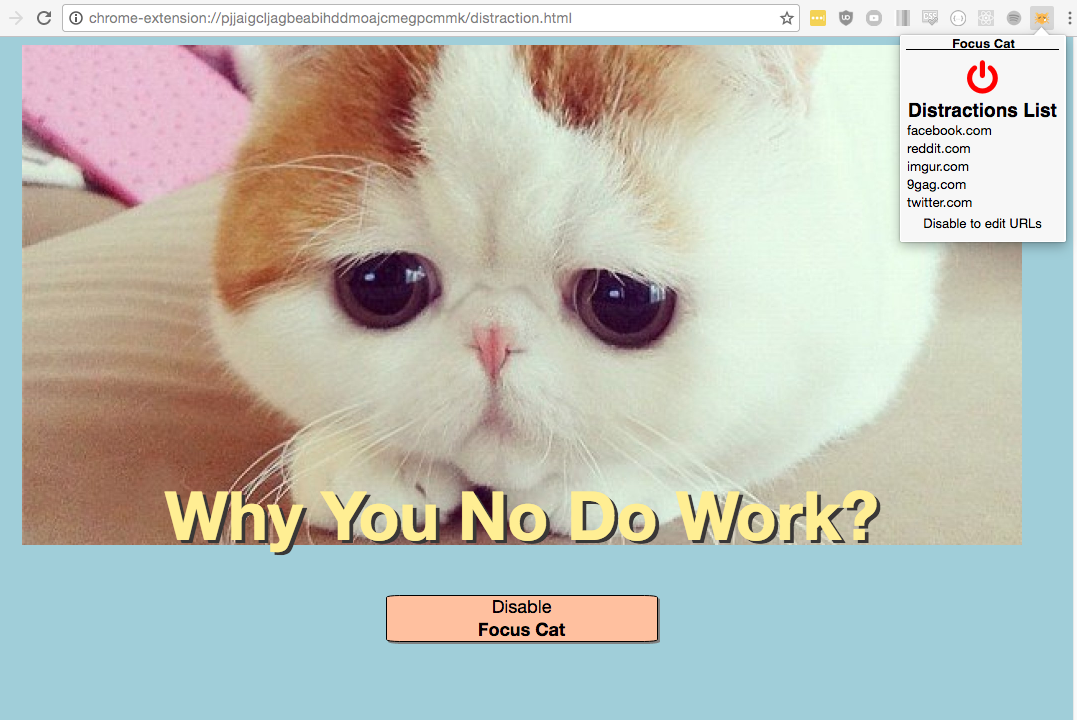 chrome-extension://pjjaigcljagbeabihddmoajcmegpcmmk/distraction.html
Focus Cat
Distractions List
facebook.com
reddit.com
imgur.com
9gag.com
twitter.com
Disable to edit URLs
Why You No Do Work?
Disable
Focus Cat